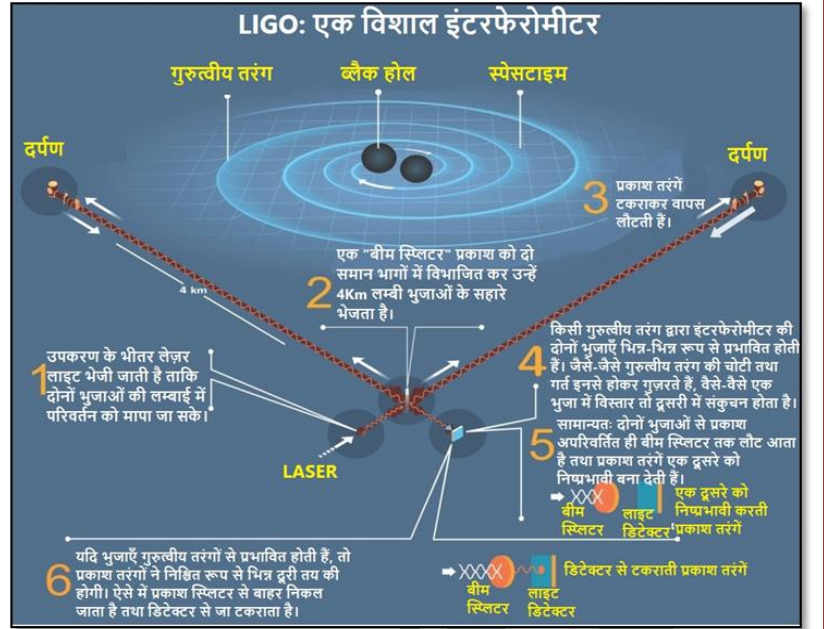 LIGO: एक विशाल इंटरफेरोमीटर
गुरुत्वीय तरंग
ब्लैक होल
स्पेसटाइम
दर्पण
दर्पण
4 km
1
उपकरण के भीतर लेज़र
लाइट भेजी जाती है ताकि
दोनों भुजाओं की लम्बाई में
परिवर्तन को मापा जा सके।
LASER
2
एक "बीम स्प्लिटर" प्रकाश को दो
समान भागों में विभाजित कर उन्हें
4Km लम्बी भुजाओं के सहारे
भेजता है।
3
प्रकाश तरंगें
टकराकर वापस
लौटती हैं।
4
किसी गुरुत्वीय तरंग द्वारा इंटरफेरोमीटर की
दोनों भुजाएँ भिन्न-भिन्न रूप से प्रभावित होती
हैं। जैसे-जैसे गुरुत्वीय तरंग की चोटी तथा
गर्त इनसे होकर गुज़रते हैं, वैसे-वैसे एक
भुजा में विस्तार तो दूसरी में संकुचन होता है।
5
सामान्यतः दोनों भुजाओं से प्रकाश
अपरिवर्तित ही बीम स्प्लिटर तक लौट आता
है तथा प्रकाश तरंगें एक दूसरे को
निष्प्रभावी बना देती हैं।
बीम
स्प्लिटर
लाइट
डिटेक्टर
एक दूसरे को
निष्प्रभावी करती
प्रकाश तरंगें
6
यदि भुजाएँ गुरुत्वीय तरंगों से प्रभावित होती हैं, तो
प्रकाश तरंगों ने निश्चित रूप से भिन्न दूरी तय की
होगी। ऐसे में प्रकाश स्प्लिटर से बाहर निकल
जाता है तथा डिटेक्टर से जा टकराता है।
बीम
स्प्लिटर
लाइट
डिटेक्टर
डिटेक्टर से टकराती प्रकाश तरंगें